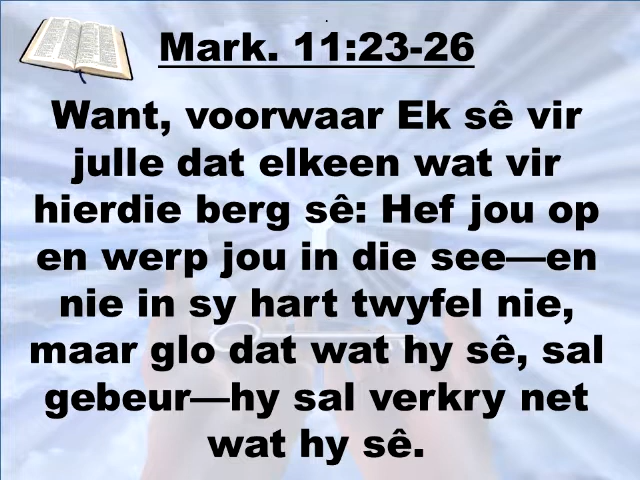 Mark. 11:23-26
Want, voorwaar Ek sê vir
julle dat elkeen wat vir
hierdie berg sê: Hef jou op
en werp jou in die see—en
nie in sy hart twyfel nie,
maar glo dat wat hy sê, sal
gebeur—hy sal verkry net
wat hy sê.